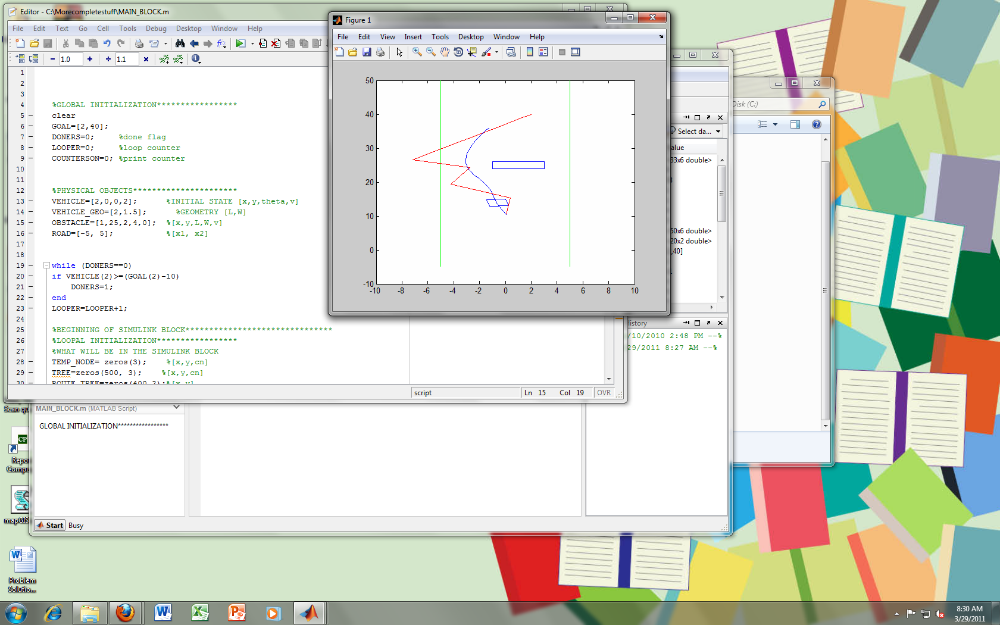 Editor - C:\Morecompletestuff\MAIN_BLOCK.m
File Edit Text Go Cell Tools Debug Desktop Window Help
− 1.0 + ÷ 1.1 ×
1
2
3
4 %GLOBAL INITIALIZATION*****************
5 clear
6 GOAL=[2,40];
7 DONERS=0; %done flag
8 LOOPER=0; %loop counter
9 COUNTERSON=0; %print counter
10
11
12 %PHYSICAL OBJECTS**********************
13 VEHICLE=[2,0,0,2]; %INITIAL STATE [x,y,theta,v]
14 VEHICLE_GEO=[2,1.5]; %GEOMETRY [L,W]
15 OBSTACLE=[1,25,2,4,0]; %[x,y,L,W,v]
16 ROAD=[-5, 5]; %[x1, x2]
17
18
19 while (DONERS==0)
20 if VEHICLE(2)>=(GOAL(2)-10)
21 DONERS=1;
22 end
23 LOOPER=LOOPER+1;
24
25 %BEGINNING OF SIMULINK BLOCK*******************************
26 %LOOPAL INITIALIZATION*****************
27 %WHAT WILL BE IN THE SIMULINK BLOCK
28 TEMP_NODE= zeros(3); %[x,y,cn]
29 TREE=zeros(500, 3); %[x,y,cn]
30 ROUTE_TREE=zeros(400,2);%[x,y]
script Ln 15 Col 19 OVR
Figure 1
File Edit View Insert Tools Desktop Window Help
50
40
30
20
10
0
-10
-10 -8 -6 -4 -2 0 2 4 6 8 10
Disk (C:)
Select da...
alue
33x6 double>
3
50x6 double>
20x2 double>
,40]
History
/10/2010 2:48 PM --%
29/2011 8:27 AM --%
MAIN_BLOCK.m (MATLAB Script)
GLOBAL INITIALIZATION*****************
Start Busy
Scan qu
CP
Repo
Compu
mapGIS
W
Problem
Solutio...
8:30 AM
3/29/2011